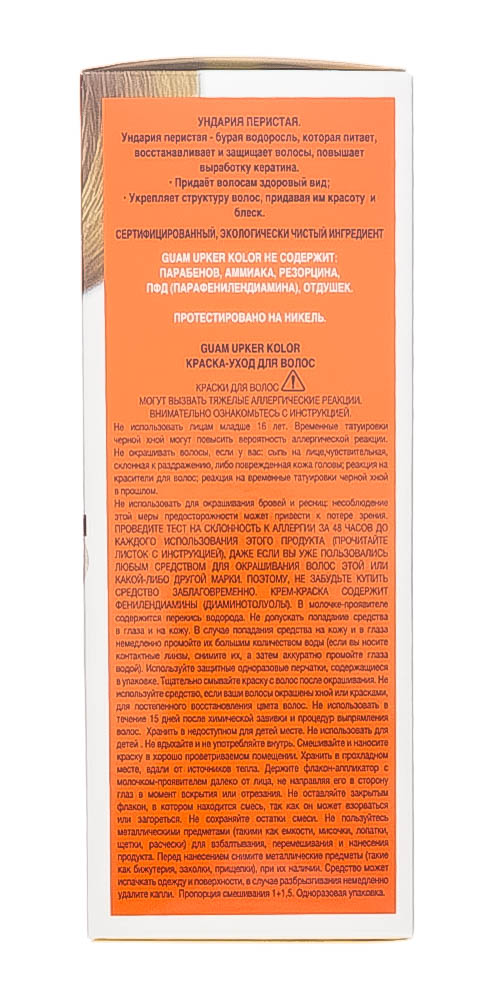 УНДАРИЯ ПЕРИСТАЯ.
Ундария перистая - бурая водоросль, которая питает,
восстанавливает и защищает волосы, повышает
выработку кератина.
· Придаёт волосам здоровый вид;
· Укрепляет структуру волос, придавая им красоту и
блеск.
СЕРТИФИЦИРОВАННЫЙ, ЭКОЛОГИЧЕСКИ ЧИСТЫЙ ИНГРЕДИЕНТ
GUAM UPKER KOLOR НЕ СОДЕРЖИТ:
ПАРАБЕНОВ, АММИАКА, РЕЗОРЦИНА,
ПФД (ПАРАФЕНИЛЕНДИАМИНА), ОТДУШЕК.
ПРОТЕСТИРОВАНО НА НИКЕЛЬ.
GUAM UPKER KOLOR
КРАСКА-УХОД ДЛЯ ВОЛОС
КРАСКИ ДЛЯ ВОЛОС
МОГУТ ВЫЗВАТЬ ТЯЖЕЛЫЕ АЛЛЕРГИЧЕСКИЕ РЕАКЦИИ.
ВНИМАТЕЛЬНО ОЗНАКОМЬТЕСЬ С ИНСТРУКЦИЕЙ.
Не использовать лицам младше 16 лет. Временные татуировки
черной хной могут повысить вероятность аллергической реакции.
Не окрашивать волосы, если у вас: сыпь на лице,чувствительная,
склонная к раздражению, либо поврежденная кожа головы; реакция на
красители для волос; реакция на временные татуировки черной хной
в прошлом.
Не использовать для окрашивания бровей и ресниц: несоблюдение
этой меры предосторожности может привести к потере зрения.
ПРОВЕДИТЕ ТЕСТ НА СКЛОННОСТЬ К АЛЛЕРГИИ ЗА 48 ЧАСОВ ДО
КАЖДОГО ИСПОЛЬЗОВАНИЯ ЭТОГО ПРОДУКТА (ПРОЧИТАЙТЕ
ЛИСТОК С ИНСТРУКЦИЕЙ), ДАЖЕ ЕСЛИ ВЫ УЖЕ ПОЛЬЗОВАЛИСЬ
ЛЮБЫМ СРЕДСТВОМ ДЛЯ ОКРАШИВАНИЯ ВОЛОС ЭТОЙ ИЛИ
КАКОЙ-ЛИБО ДРУГОЙ МАРКИ. ПОЭТОМУ, НЕ ЗАБУДЬТЕ КУПИТЬ
СРЕДСТВО ЗАБЛАГОВРЕМЕННО. КРЕМ-КРАСКА СОДЕРЖИТ
ФЕНИЛЕНДИАМИНЫ (ДИАМИНОТОЛУОЛЫ). В молочке-проявителе
содержится перекись водорода. Не допускать попадание средства
в глаза и на кожу. В случае попадания средства на кожу и в глаза
немедленно промойте их большим количеством воды (если вы носите
контактные линзы, снимите их, а затем аккуратно промойте глаза
водой). Используйте защитные одноразовые перчатки, содержащиеся
в упаковке. Тщательно смывайте краску с волос после окрашивания. Не
используйте средство, если ваши волосы окрашены хной или красками,
для постепенного восстановления цвета волос. Не использовать в
течение 15 дней после химической завивки и процедур выпрямления
волос. Хранить в недоступном для детей месте. Не использовать для
детей . Не вдыхайте и не употребляйте внутрь. Смешивайте и наносите
краску в хорошо проветриваемом помещении. Хранить в прохладном
месте, вдали от источников тепла. Держите флакон-аппликатор с
молочком-проявителем далеко от лица, не направляя его в сторону
глаз в момент вскрытия или отрезания. Не оставляйте закрытым
флакон, в котором находится смесь, так как он может взорваться
или загореться. Не сохраняйте остатки смеси. Не пользуйтесь
металлическими предметами (такими как емкости, мисочки, лопатки,
щетки, расчески) для взбалтывания, перемешивания и нанесения
продукта. Перед нанесением снимите металлические предметы (такие
как бижутерия, заколки, прищепки), при их наличии. Средство может
испачкать одежду и поверхности, в случае разбрызгивания немедленно
удалите капли. Пропорция смешивания 1+1,5. Одноразовая упаковка.